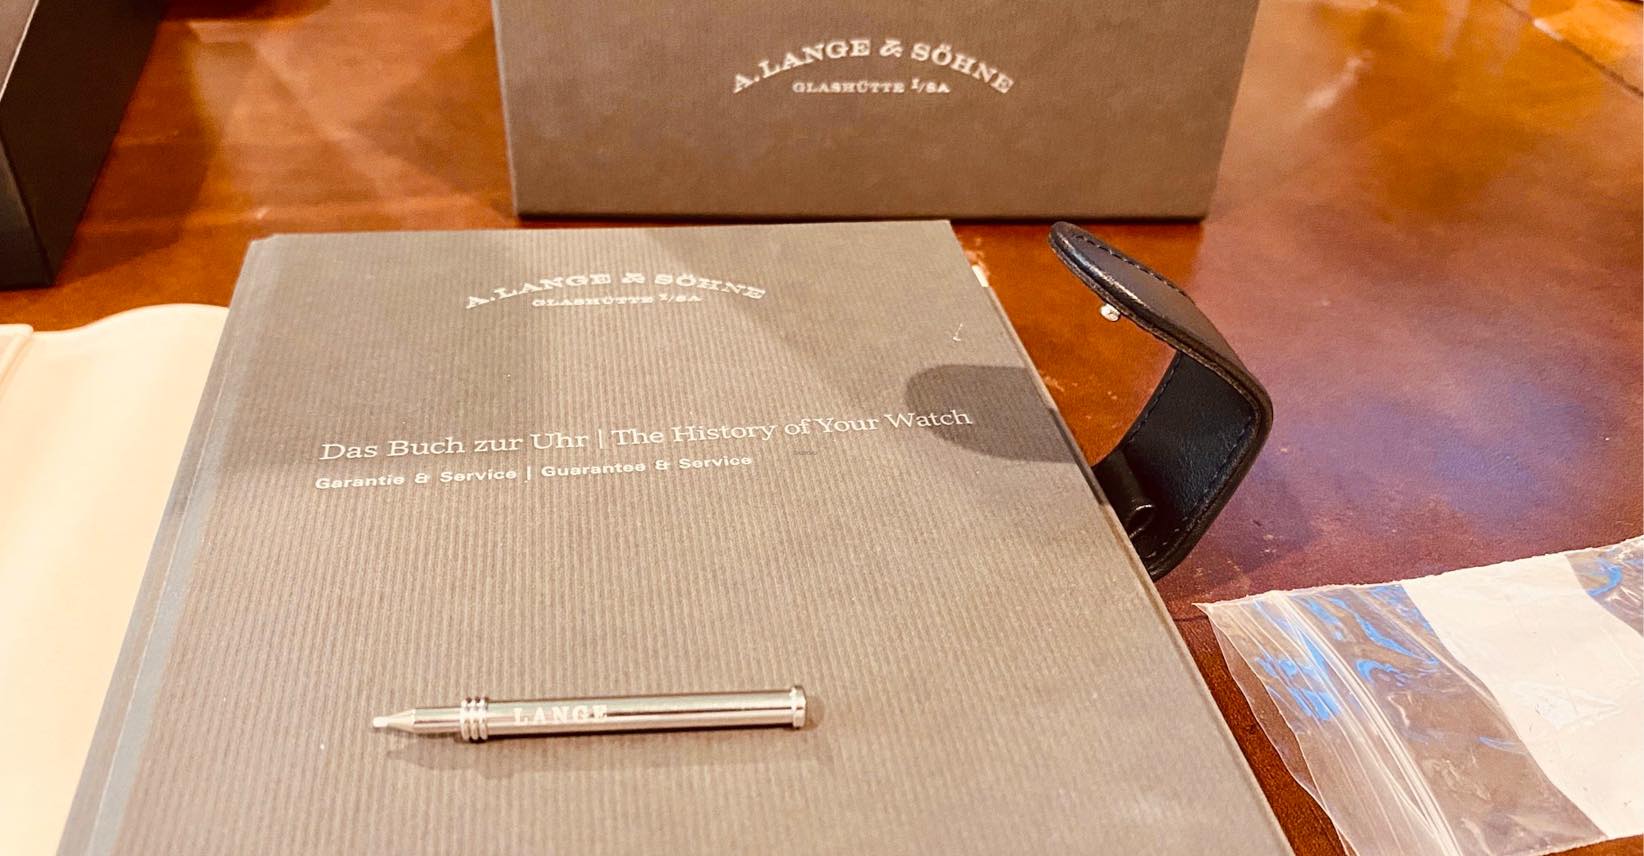 A. LANGE & SÖHNE
GLASHÜTTE I/SA
A. LANGE & SÖHNE
GLASHÜTTE I/SA
Das Buch zur Uhr | The History of Your Watch
Garantie & Service | Guarantee & Service
LANGE